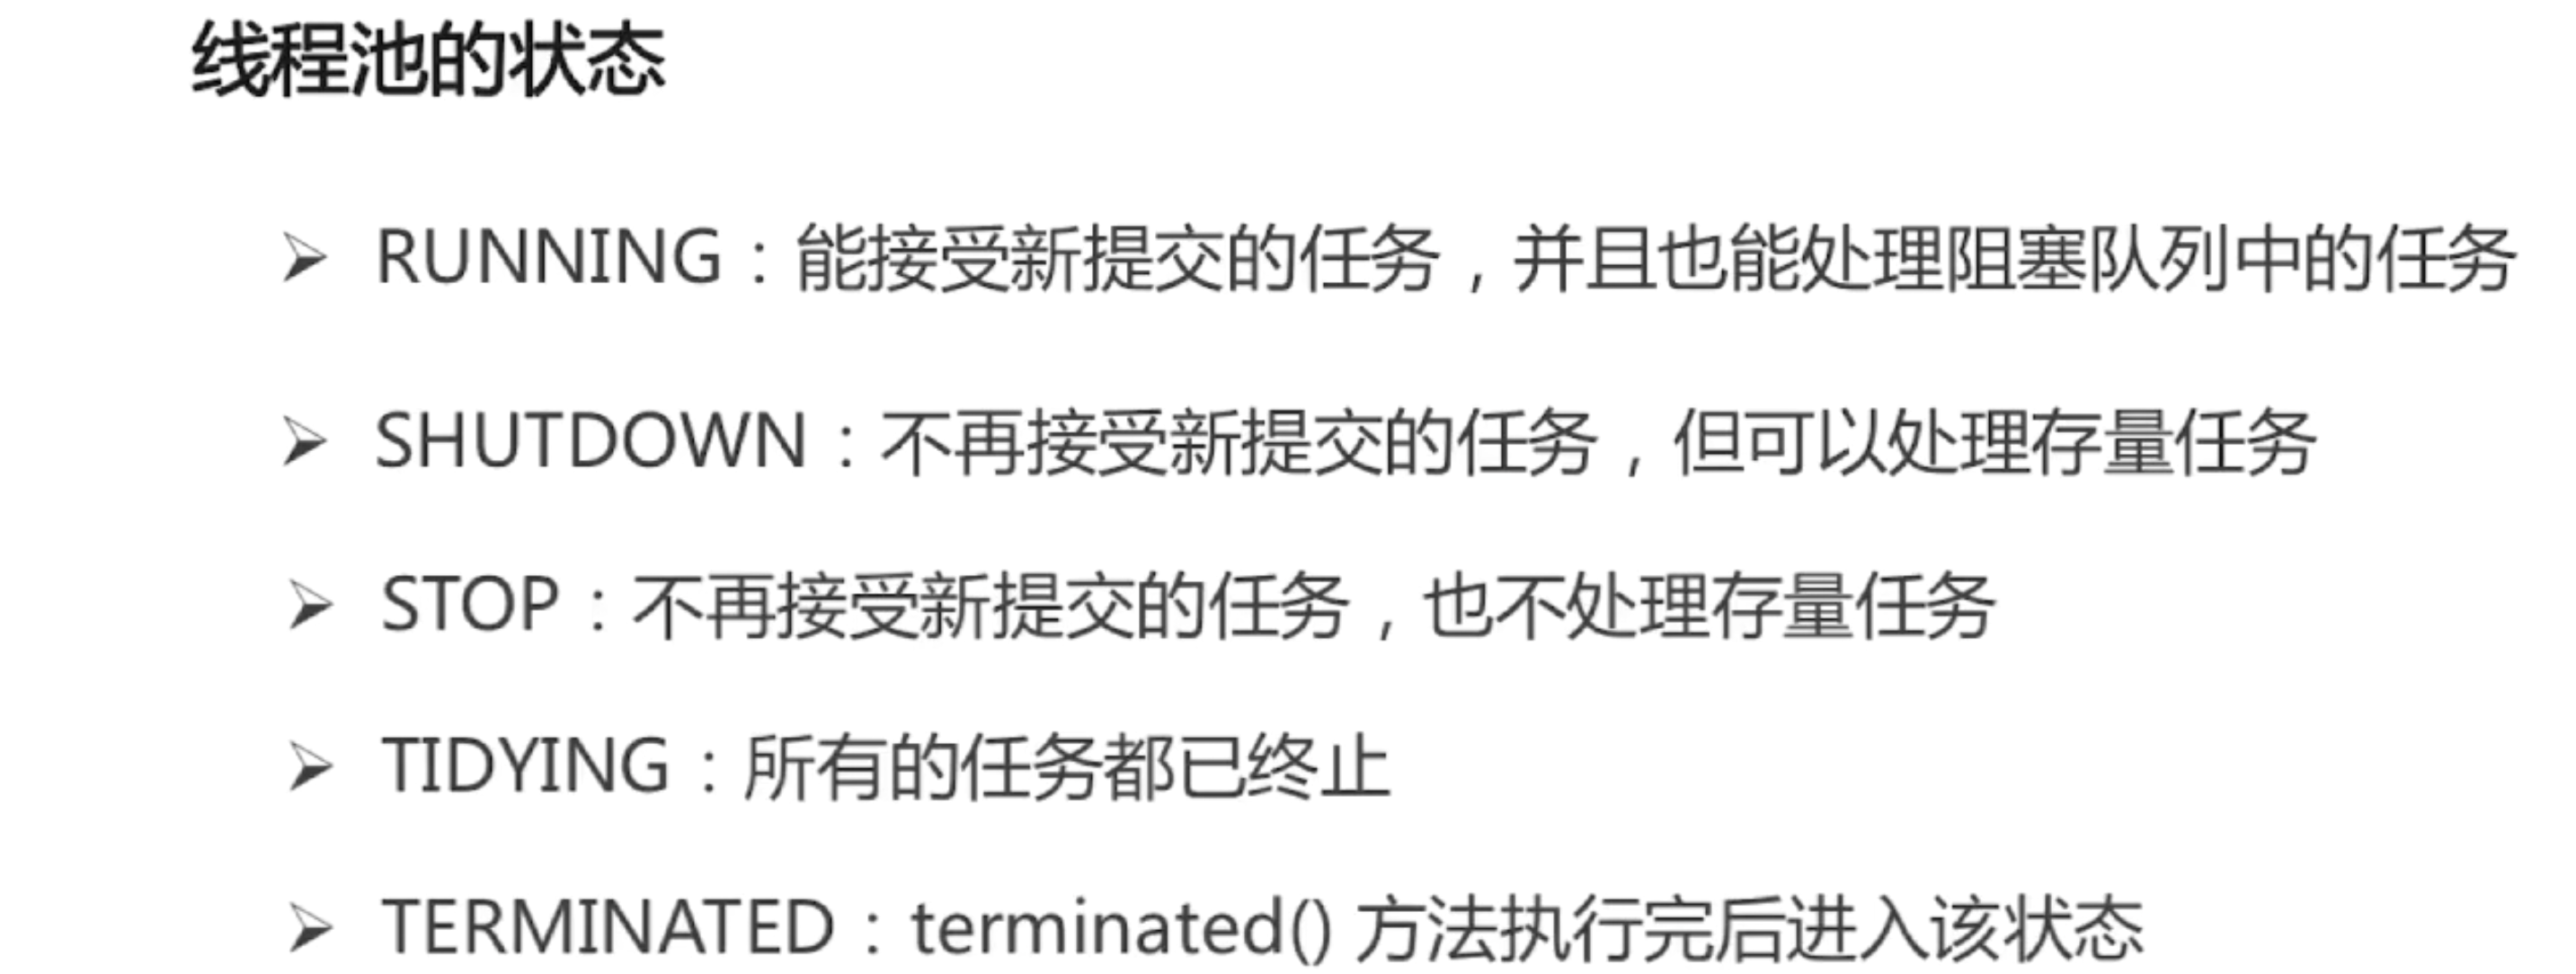 线程池的状态
➢ RUNNING：能接受新提交的任务，并且也能处理阻塞队列中的任务
➢ SHUTDOWN：不再接受新提交的任务，但可以处理存量任务
➢ STOP：不再接受新提交的任务，也不处理存量任务
➢ TIDYING：所有的任务都已终止
➢ TERMINATED：terminated() 方法执行完后进入该状态